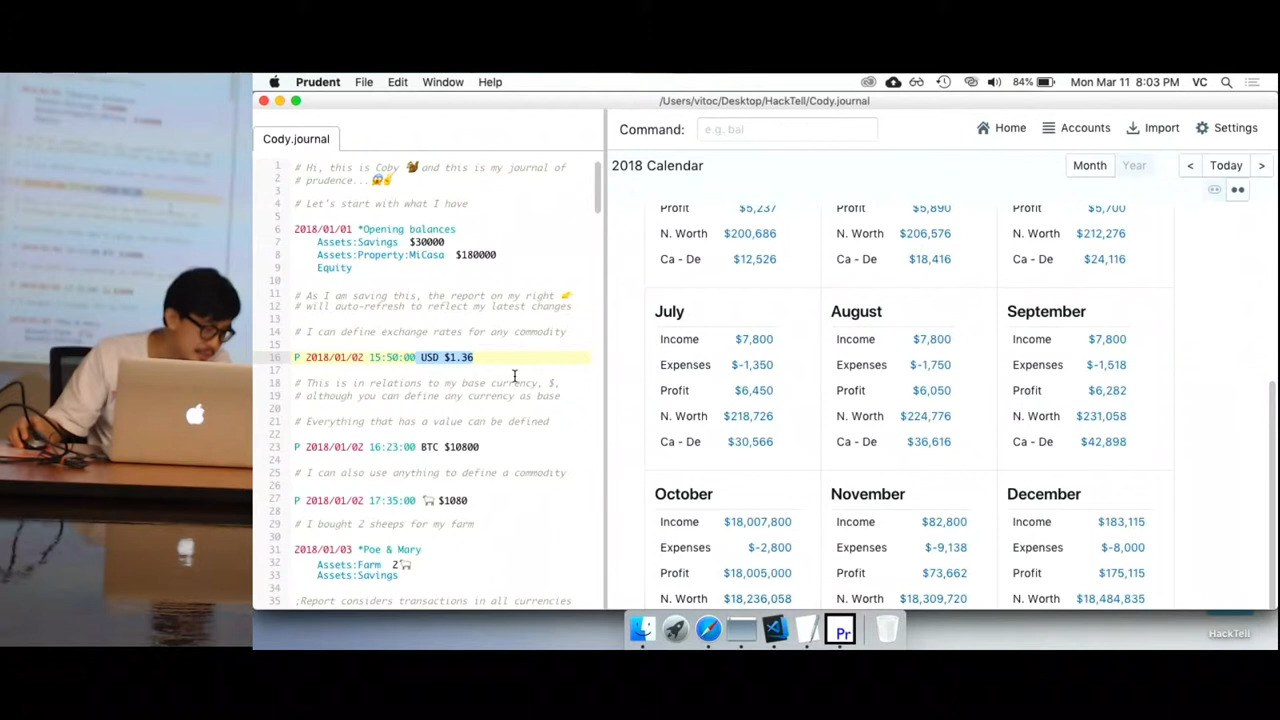 Prudent File Edit Window Help
84% Mon Mar 11 8:03 PM VC
/Users/vitoc/Desktop/HackTell/Cody.journal
Cody.journal
1 # Hi, this is Coby 🐿 and this is my journal of
2 # prudence...😱✌
3
4 # Let's start with what I have
5
6 2018/01/01 *Opening balances
7 Assets:Savings $30000
8 Assets:Property:MiCasa $180000
9 Equity
10
11 # As I am saving this, the report on my right 👉
12 # will auto-refresh to reflect my latest changes
13
14 # I can define exchange rates for any commodity
15
16 P 2018/01/02 15:50:00 USD $1.36
17
18 # This is in relations to my base currency, $,
19 # although you can define any currency as base
20
21 # Everything that has a value can be defined
22
23 P 2018/01/02 16:23:00 BTC $10800
24
25 # I can also use anything to define a commodity
26
27 P 2018/01/02 17:35:00 🐑 $1080
28
29 # I bought 2 sheeps for my farm
30
31 2018/01/03 *Poe & Mary
32 Assets:Farm 2🐑
33 Assets:Savings
34
35 ;Report considers transactions in all currencies
Command: e.g. bal
Home Accounts Import Settings
2018 Calendar
Month Year < Today >
Profit $5,237 Profit $5,890 Profit $5,700
N. Worth $200,686 N. Worth $206,576 N. Worth $212,276
Ca - De $12,526 Ca - De $18,416 Ca - De $24,116
July August September
Income $7,800 Income $7,800 Income $7,800
Expenses $-1,350 Expenses $-1,750 Expenses $-1,518
Profit $6,450 Profit $6,050 Profit $6,282
N. Worth $218,726 N. Worth $224,776 N. Worth $231,058
Ca - De $30,566 Ca - De $36,616 Ca - De $42,898
October November December
Income $18,007,800 Income $82,800 Income $183,115
Expenses $-2,800 Expenses $-9,138 Expenses $-8,000
Profit $18,005,000 Profit $73,662 Profit $175,115
N. Worth $18,236,058 N. Worth $18,309,720 N. Worth $18,484,835
Pr
HackTell